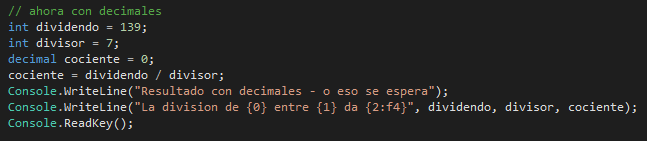 // ahora con decimales
int dividendo = 139;
int divisor = 7;
decimal cociente = 0;
cociente = dividendo / divisor;
Console.WriteLine("Resultado con decimales - o eso se espera");
Console.WriteLine("La division de {0} entre {1} da {2:f4}", dividendo, divisor, cociente);
Console.ReadKey();